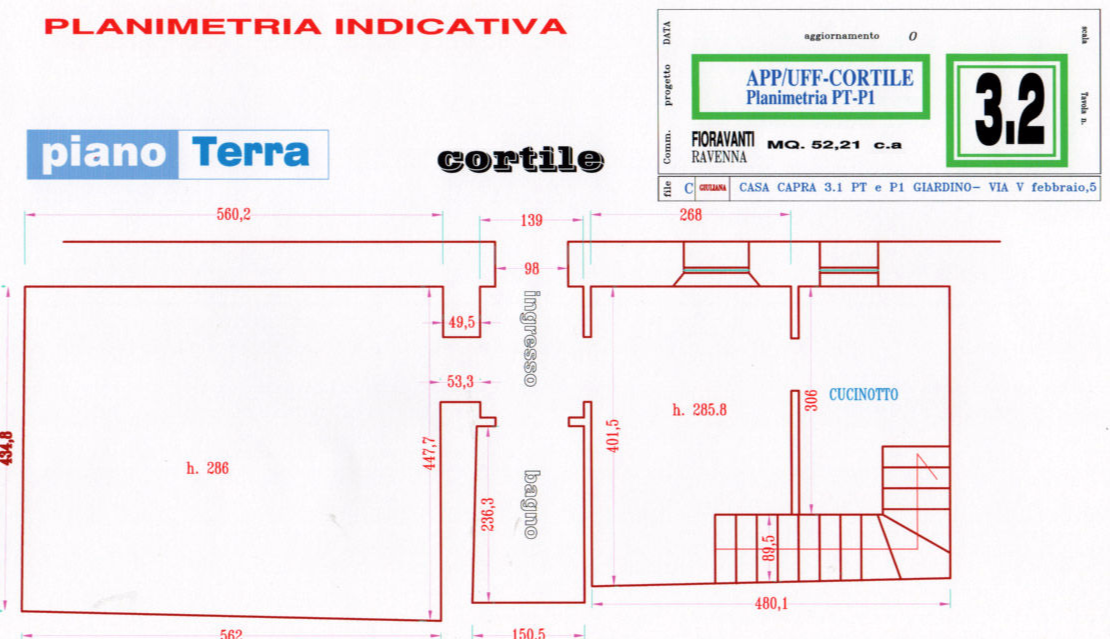 PLANIMETRIA INDICATIVA
DATA
aggiornamento 0
scala
progetto
APP/UFF-CORTILE
Planimetria PT-P1
3.2
Tavola n.
Comm.
FIORAVANTI
RAVENNA
MQ. 52,21 c.a
file
C GIULIANA CASA CAPRA 3.1 PT e P1 GIARDINO- VIA V febbraio,5
piano Terra
cortile
560,2
139
268
98
ingresso
49,5
53,3
306
CUCINOTTO
h. 285.8
401,5
434,8
447,7
h. 286
bagno
236,3
89,5
480,1
562
150,5